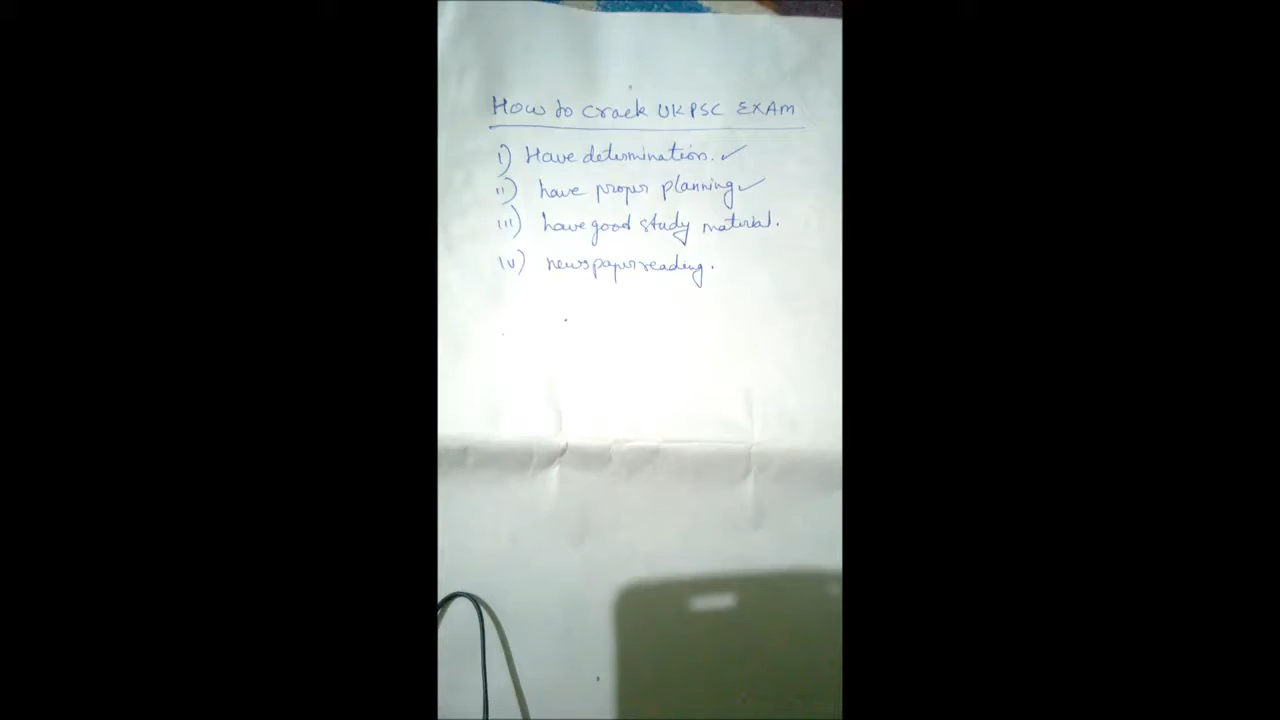 How to crack UKPSC EXAM
i) Have determination. ✓
ii) have proper planning ✓
iii) have good study material.
iv) newspaper reading.